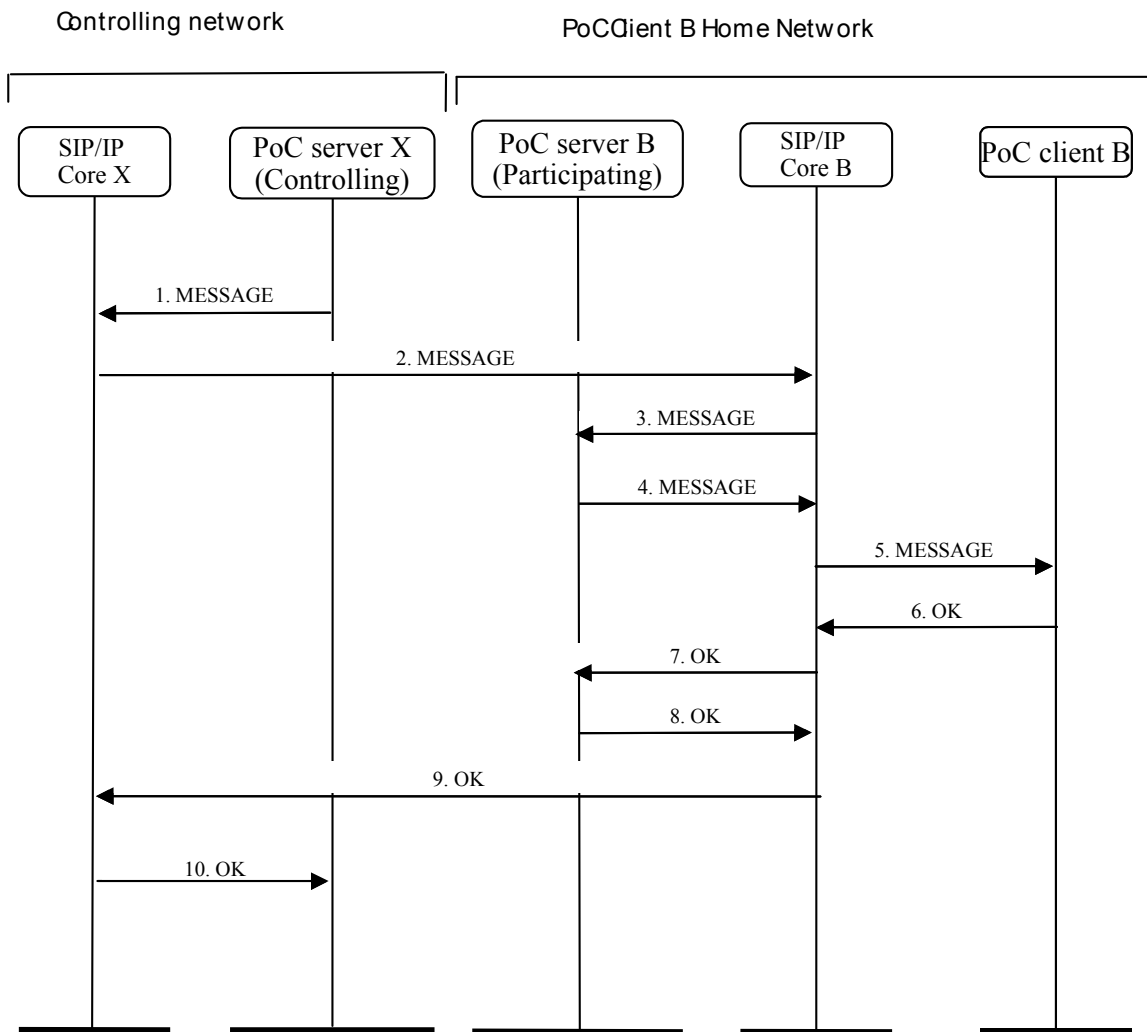 Controlling network
PoCClient B Home Network
SIP/IP
Core X
PoC server X
(Controlling)
PoC server B
(Participating)
SIP/IP
Core B
PoC client B
1. MESSAGE
2. MESSAGE
3. MESSAGE
4. MESSAGE
5. MESSAGE
6. OK
7. OK
8. OK
9. OK
10. OK